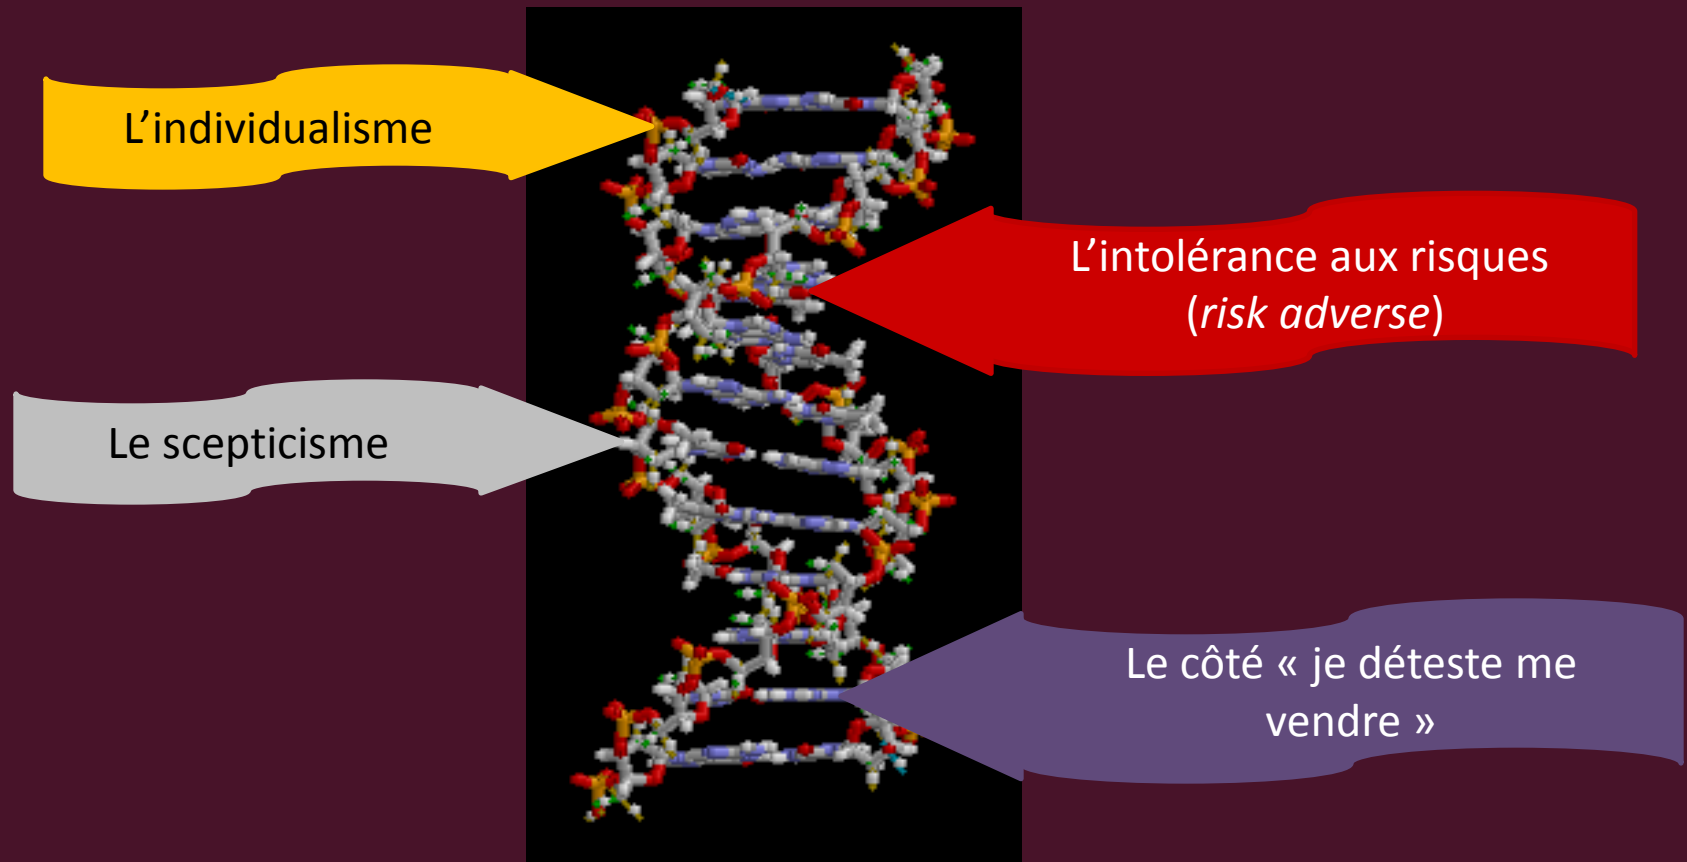 L’individualisme
L’intolérance aux risques
(risk adverse)
Le scepticisme
Le côté « je déteste me
vendre »